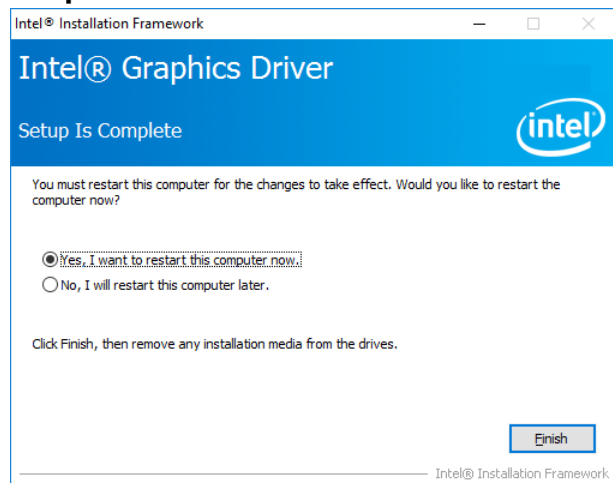 Intel® Installation Framework
Intel® Graphics Driver
Setup Is Complete
intel
You must restart this computer for the changes to take effect. Would you like to restart the
computer now?
Yes, I want to restart this computer now.
No, I will restart this computer later.
Click Finish, then remove any installation media from the drives.
Finish
Intel® Installation Framework